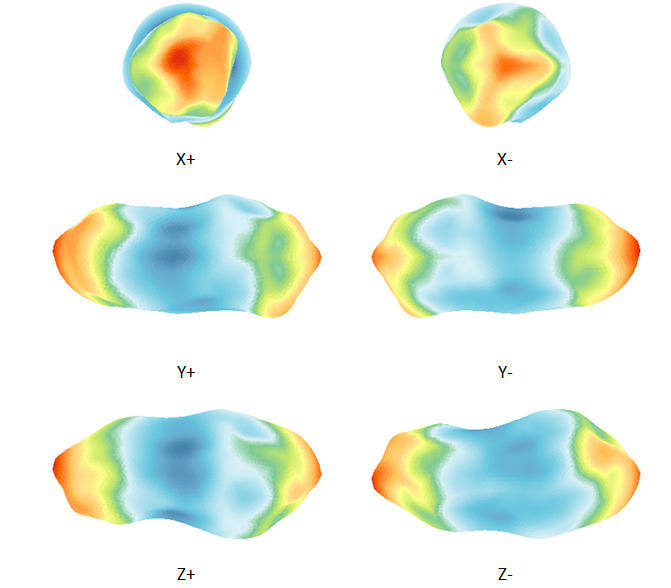 X+ X-
Y+ Y-
Z+ Z-